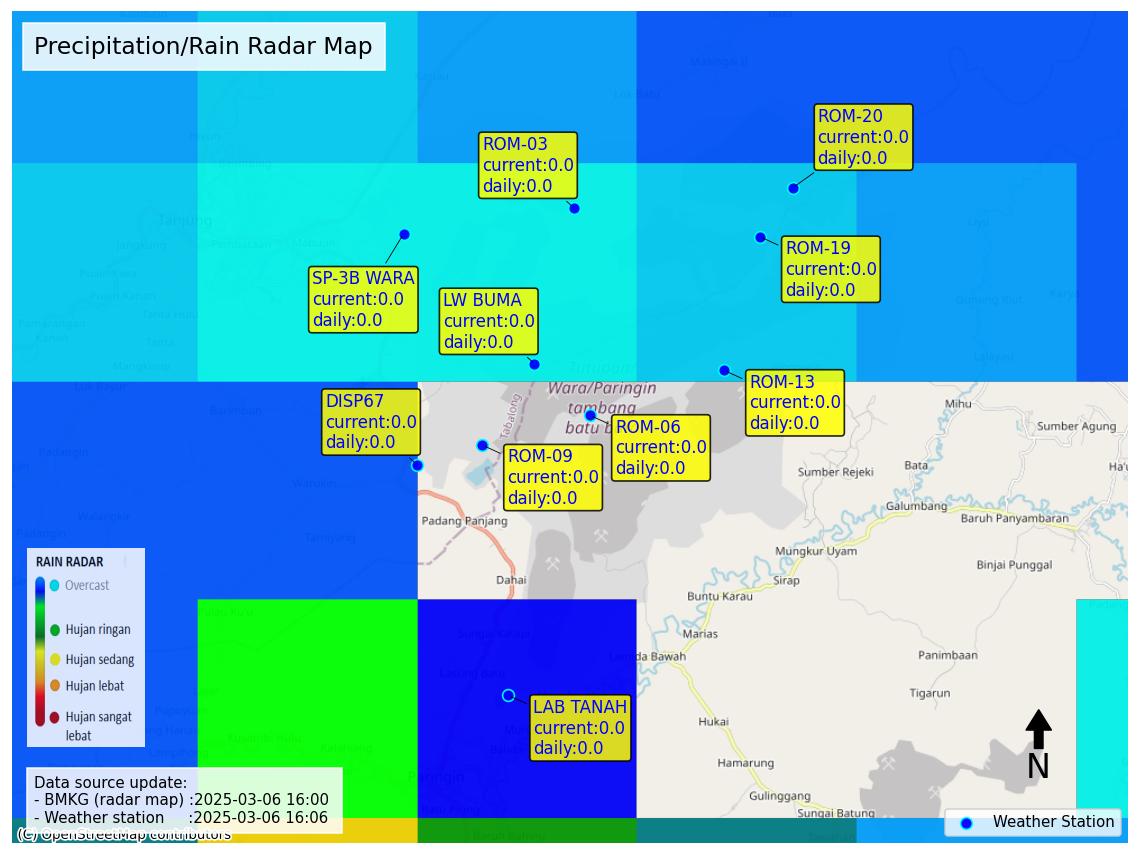 Precipitation/Rain Radar Map
Maringakal
Loa Batu
ROM-20
current:0.0
daily:0.0
ROM-03
current:0.0
daily:0.0
Tanjung
ROM-19
current:0.0
daily:0.0
SP-3B WARA
current:0.0
daily:0.0
LW BUMA
current:0.0
daily:0.0
Tutupan
Wara/Paringin
tambang
batu b
Tabalong
ROM-13
current:0.0
daily:0.0
DISP67
current:0.0
daily:0.0
ROM-06
current:0.0
daily:0.0
ROM-09
current:0.0
daily:0.0
Mihu
Sumber Agung
Bata
Sumber Rejeki
Ha'u
Galumbang
Baruh Panyambaran
Padang Panjang
Mungkur Uyam
Binjai Punggal
Dahai
Sirap
Buntu Karau
Marias
Lamida Bawah
Panimbaan
Tigarun
Hukai
Hamarung
Gulinggang
Sungai Batung
Paringin
LAB TANAH
current:0.0
daily:0.0
RAIN RADAR
Overcast
Hujan ringan
Hujan sedang
Hujan lebat
Hujan sangat
lebat
Data source update:
- BMKG (radar map) :2025-03-06 16:00
- Weather station :2025-03-06 16:06
(C) OpenStreetMap contributors
N
Weather Station